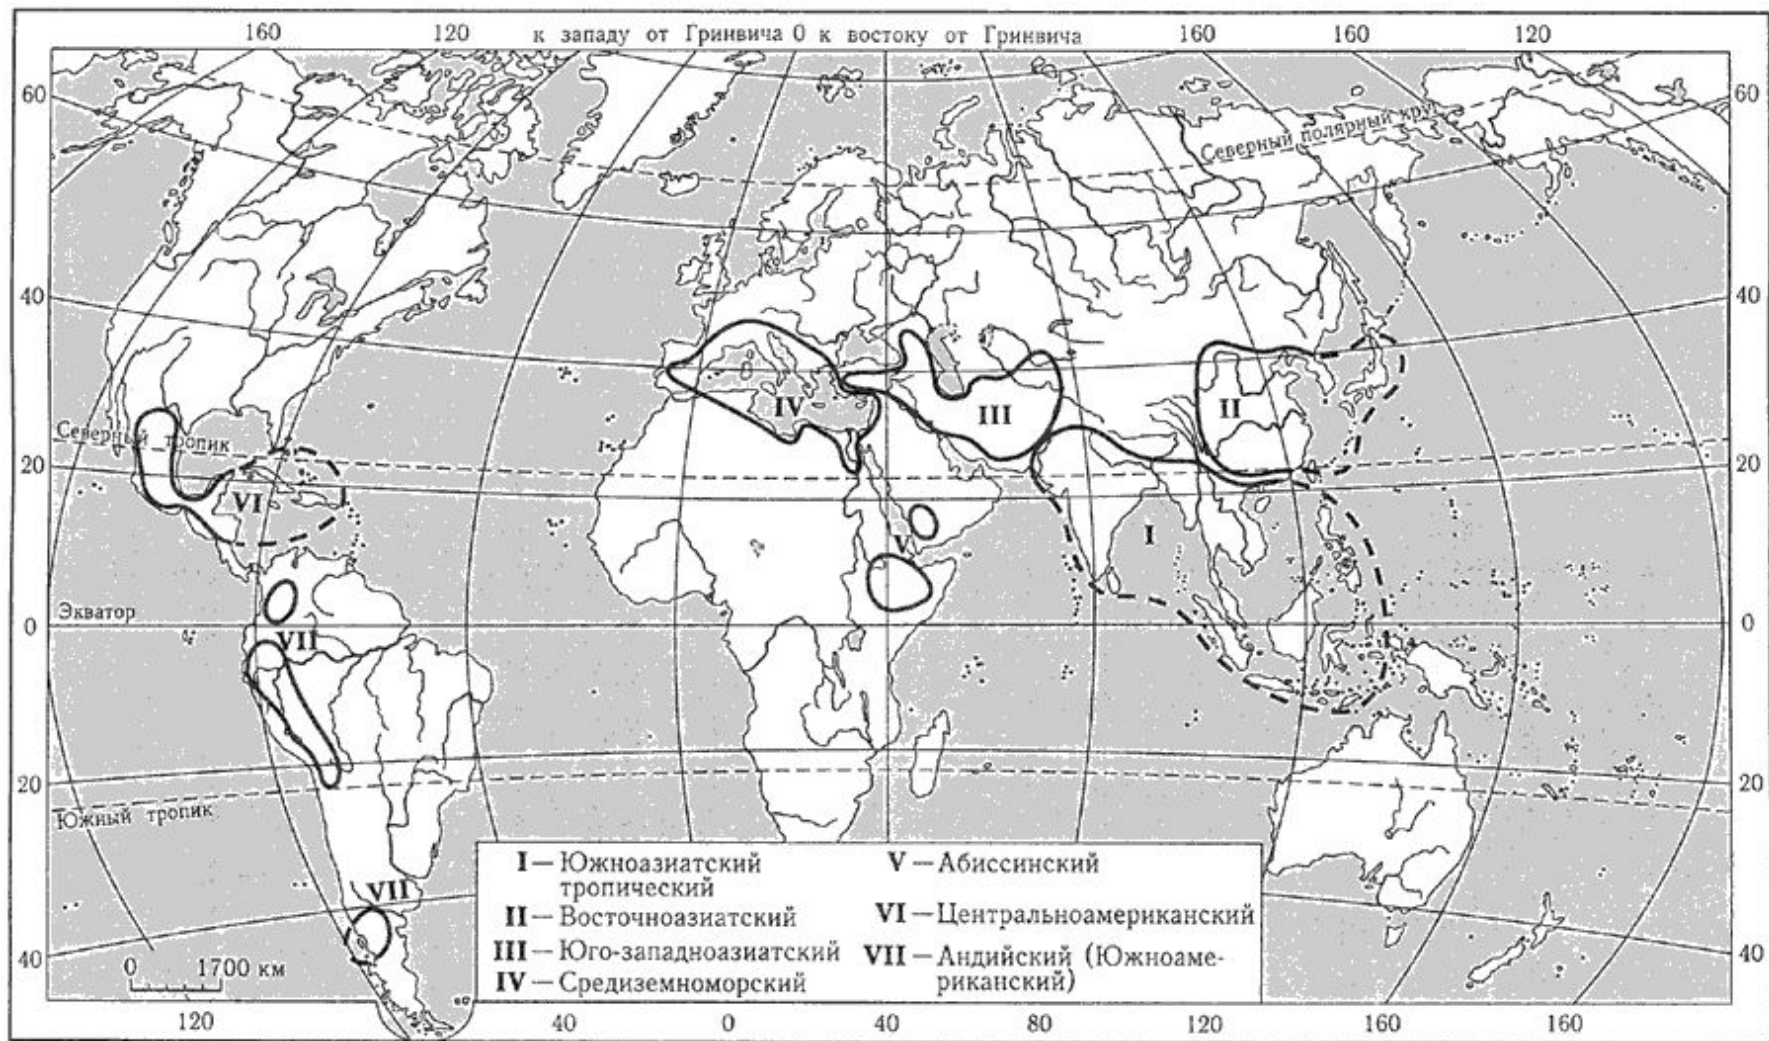 160 120 к западу от Гринвича 0 к востоку от Гринвича 160 160 120
60 60
Северный полярный круг
40 40
IV III II
Северный тропик
20 20
VI
I
V
Экватор
0 0
VII
20 20
Южный тропик
VII
40 40
0 1700 км
I — Южноазиатский
тропический
II — Восточноазиатский
III — Юго-западноазиатский
IV — Средиземноморский
V — Абиссинский
VI — Центральноамериканский
VII — Андийский (Южноаме-
риканский)
120 80 40 0 40 80 120 160 160